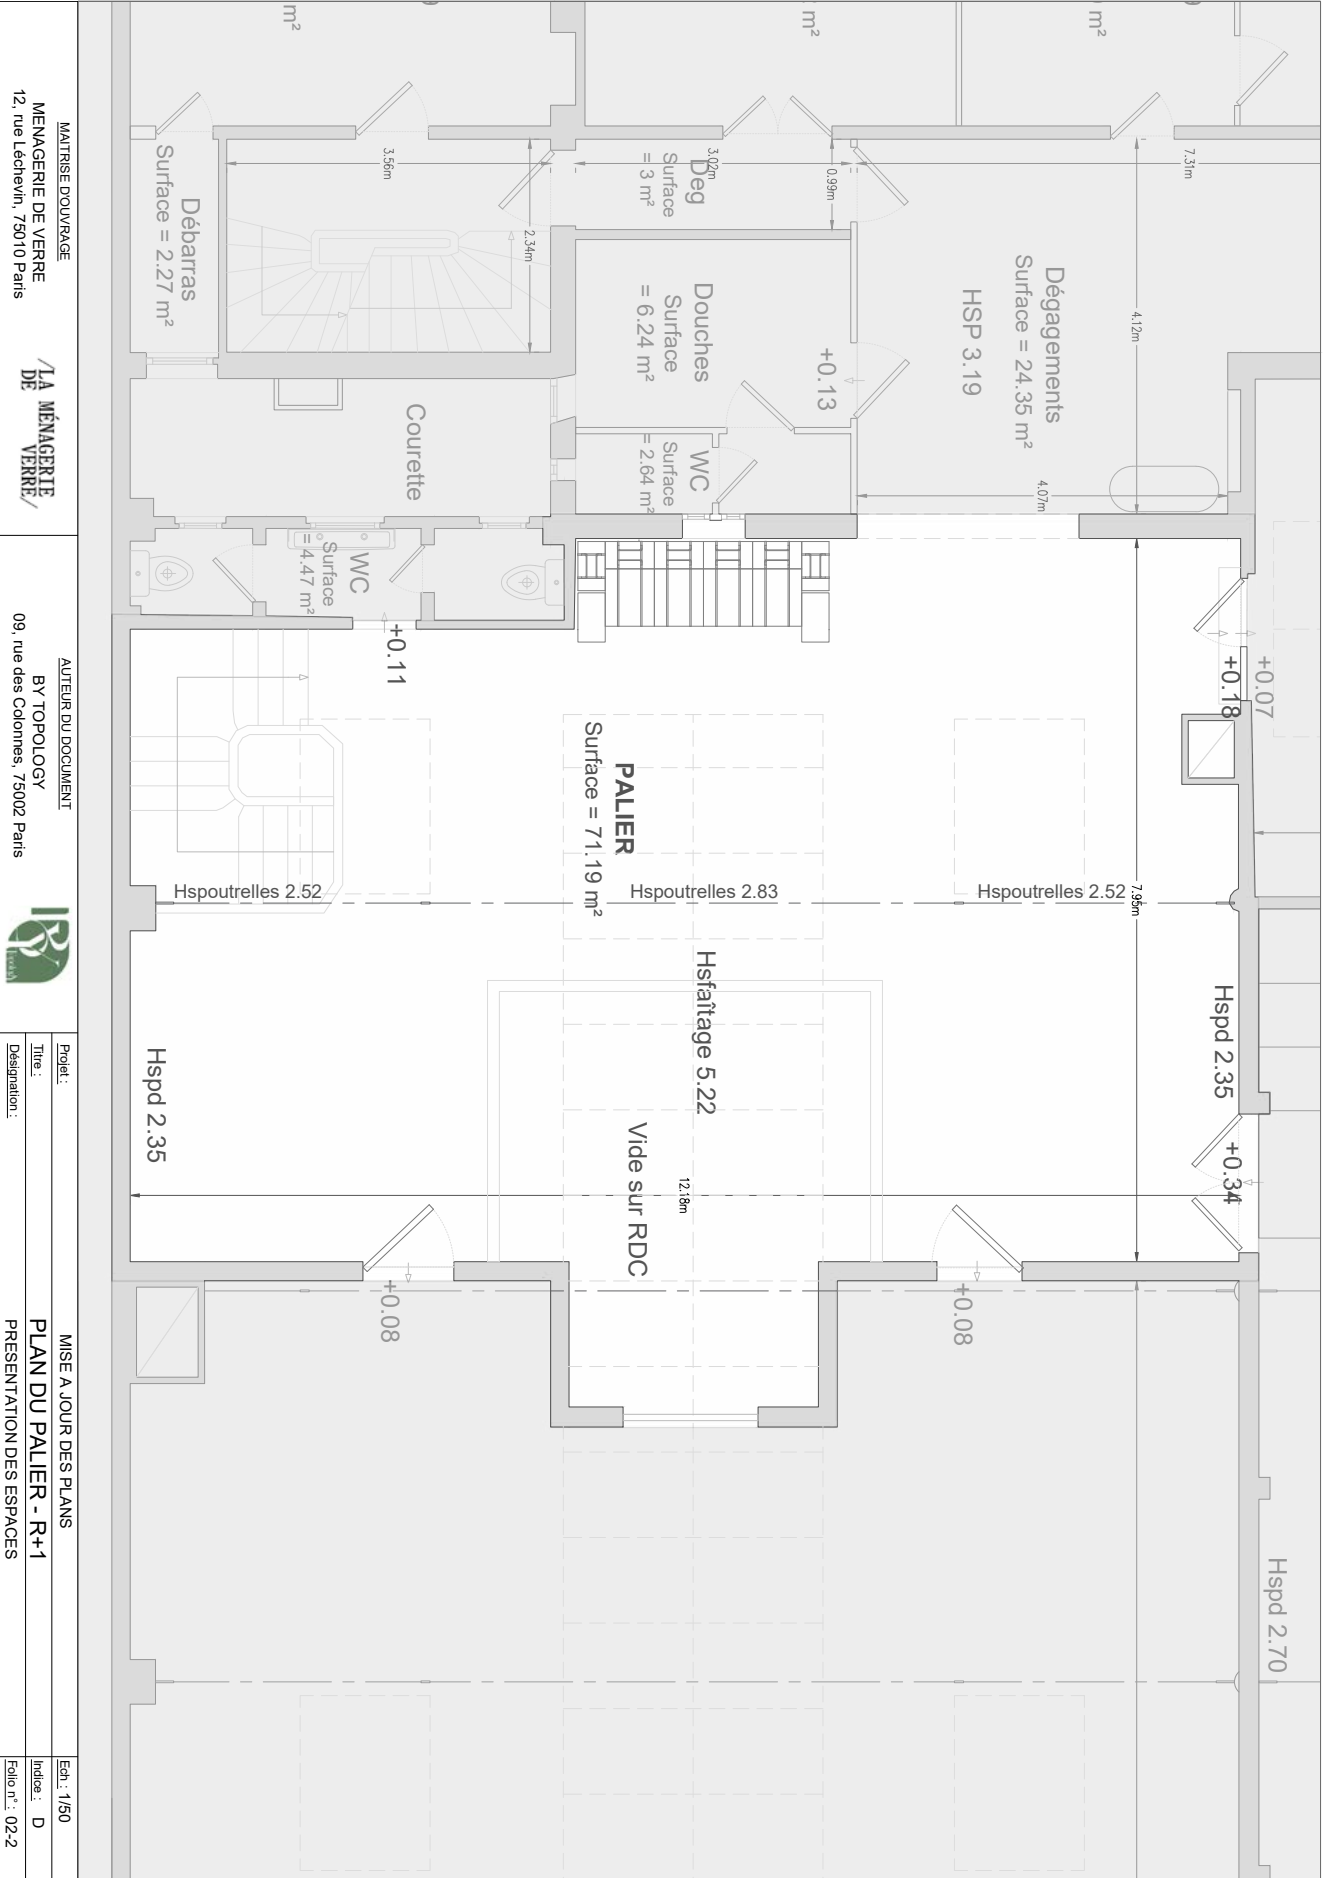 m²
m²
m²
3.56m
2.34m
3.02m
0.99m
7.31m
4.12m
4.07m
Débarras
Surface = 2.27 m²
Deg
Surface
= 3 m²
Douches
Surface
= 6.24 m²
+0.13
Dégagements
Surface = 24.35 m²
HSP 3.19
Courette
WC
Surface
= 2.64 m²
WC
Surface
= 4.47 m²
+0.11
+0.07
+0.18
PALIER
Surface = 71.19 m²
Hspoutrelles 2.52
Hspoutrelles 2.83
Hspoutrelles 2.52
7.95m
Hsfaîtage 5.22
Hspd 2.35
Hspd 2.35
Vide sur RDC
12.18m
+0.34
+0.08
+0.08
Hspd 2.70
MAITRISE D'OUVRAGE
MENAGERIE DE VERRE
12, rue Léchevin, 75010 Paris
/LA MÉNAGERIE
DE VERRE/
AUTEUR DU DOCUMENT
BY TOPOLOGY
09, rue des Colonnes, 75002 Paris
Projet :
MISE A JOUR DES PLANS
Ech : 1/50
Titre :
PLAN DU PALIER - R+1
Indice : D
Désignation :
PRESENTATION DES ESPACES
Folio n° : 02-2